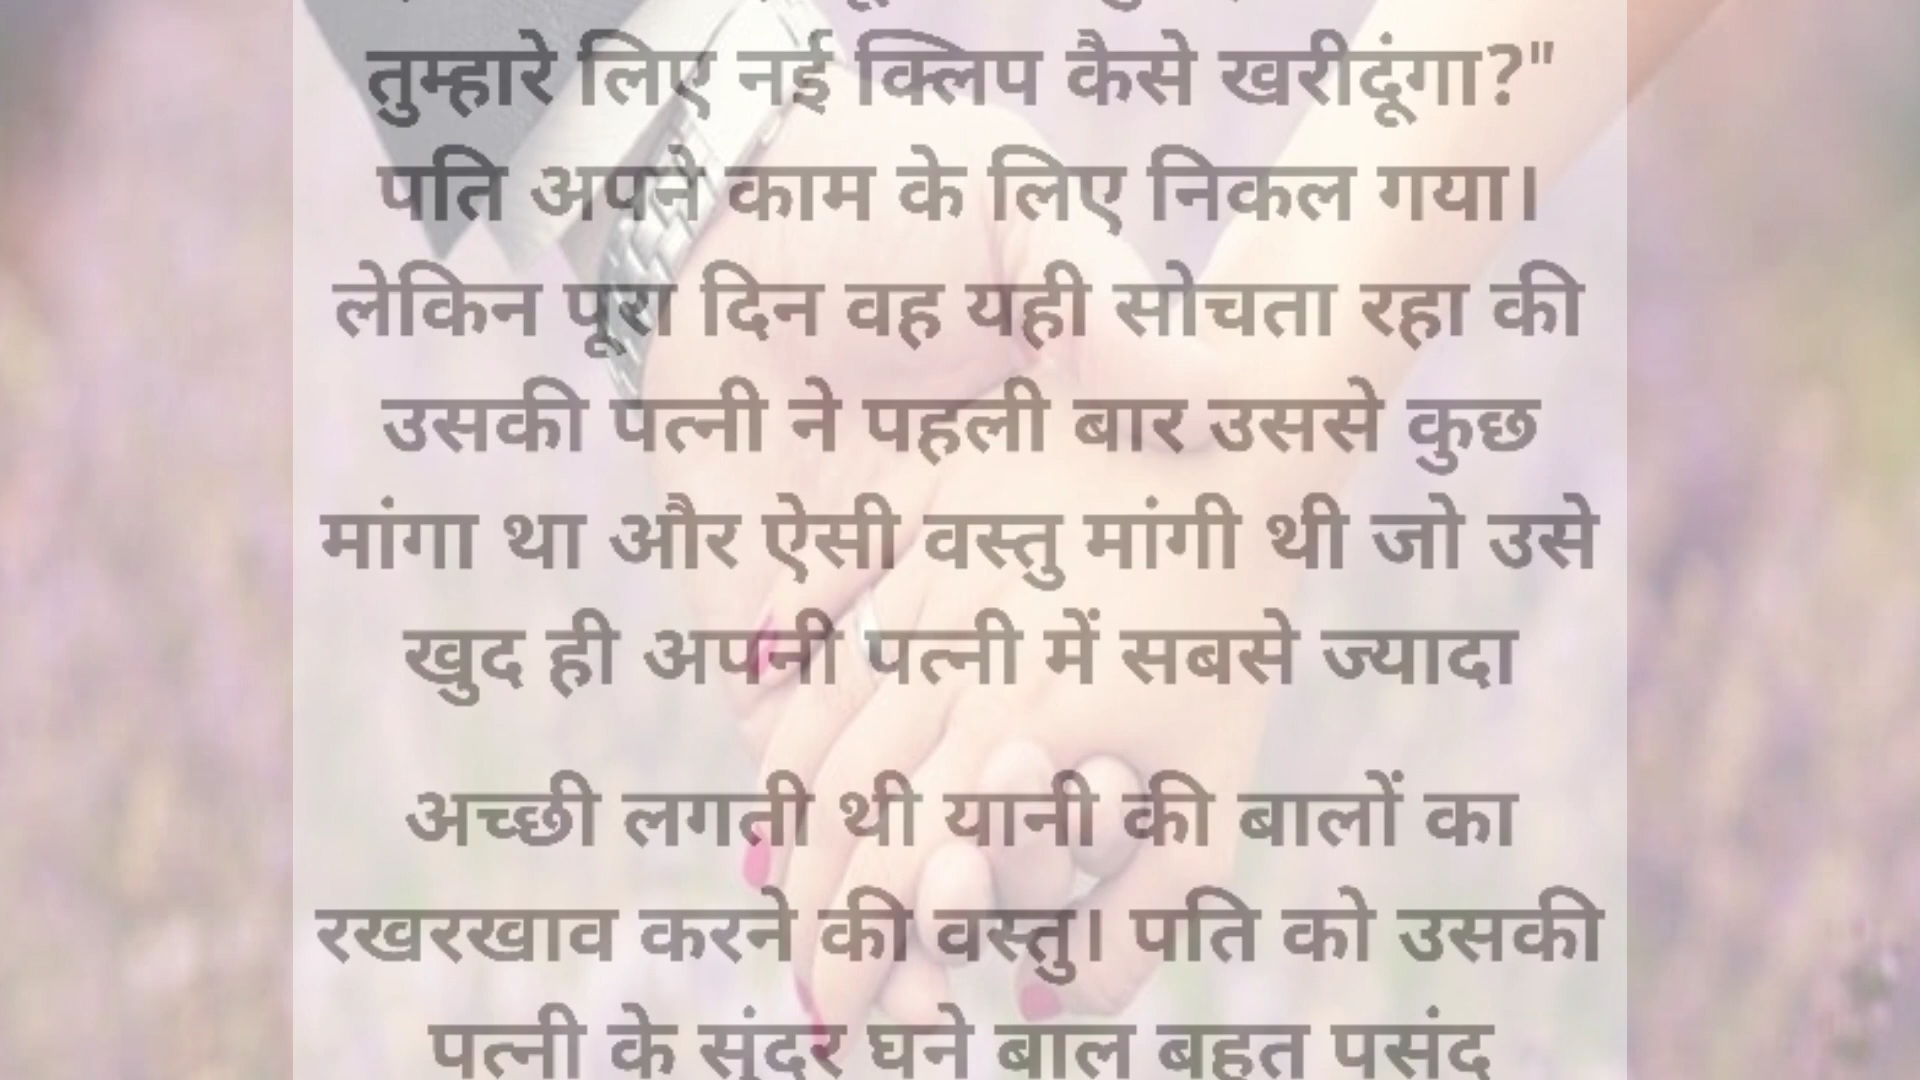 तुम्हारे लिए नई क्लिप कैसे खरीदूंगा?"
पति अपने काम के लिए निकल गया।
लेकिन पूरा दिन वह यही सोचता रहा की
उसकी पत्नी ने पहली बार उससे कुछ
मांगा था और ऐसी वस्तु मांगी थी जो उसे
खुद ही अपनी पत्नी में सबसे ज्यादा
अच्छी लगती थी यानी की बालों का
रखरखाव करने की वस्तु। पति को उसकी
पत्नी के सुंदर घने बाल बहुत पसंद